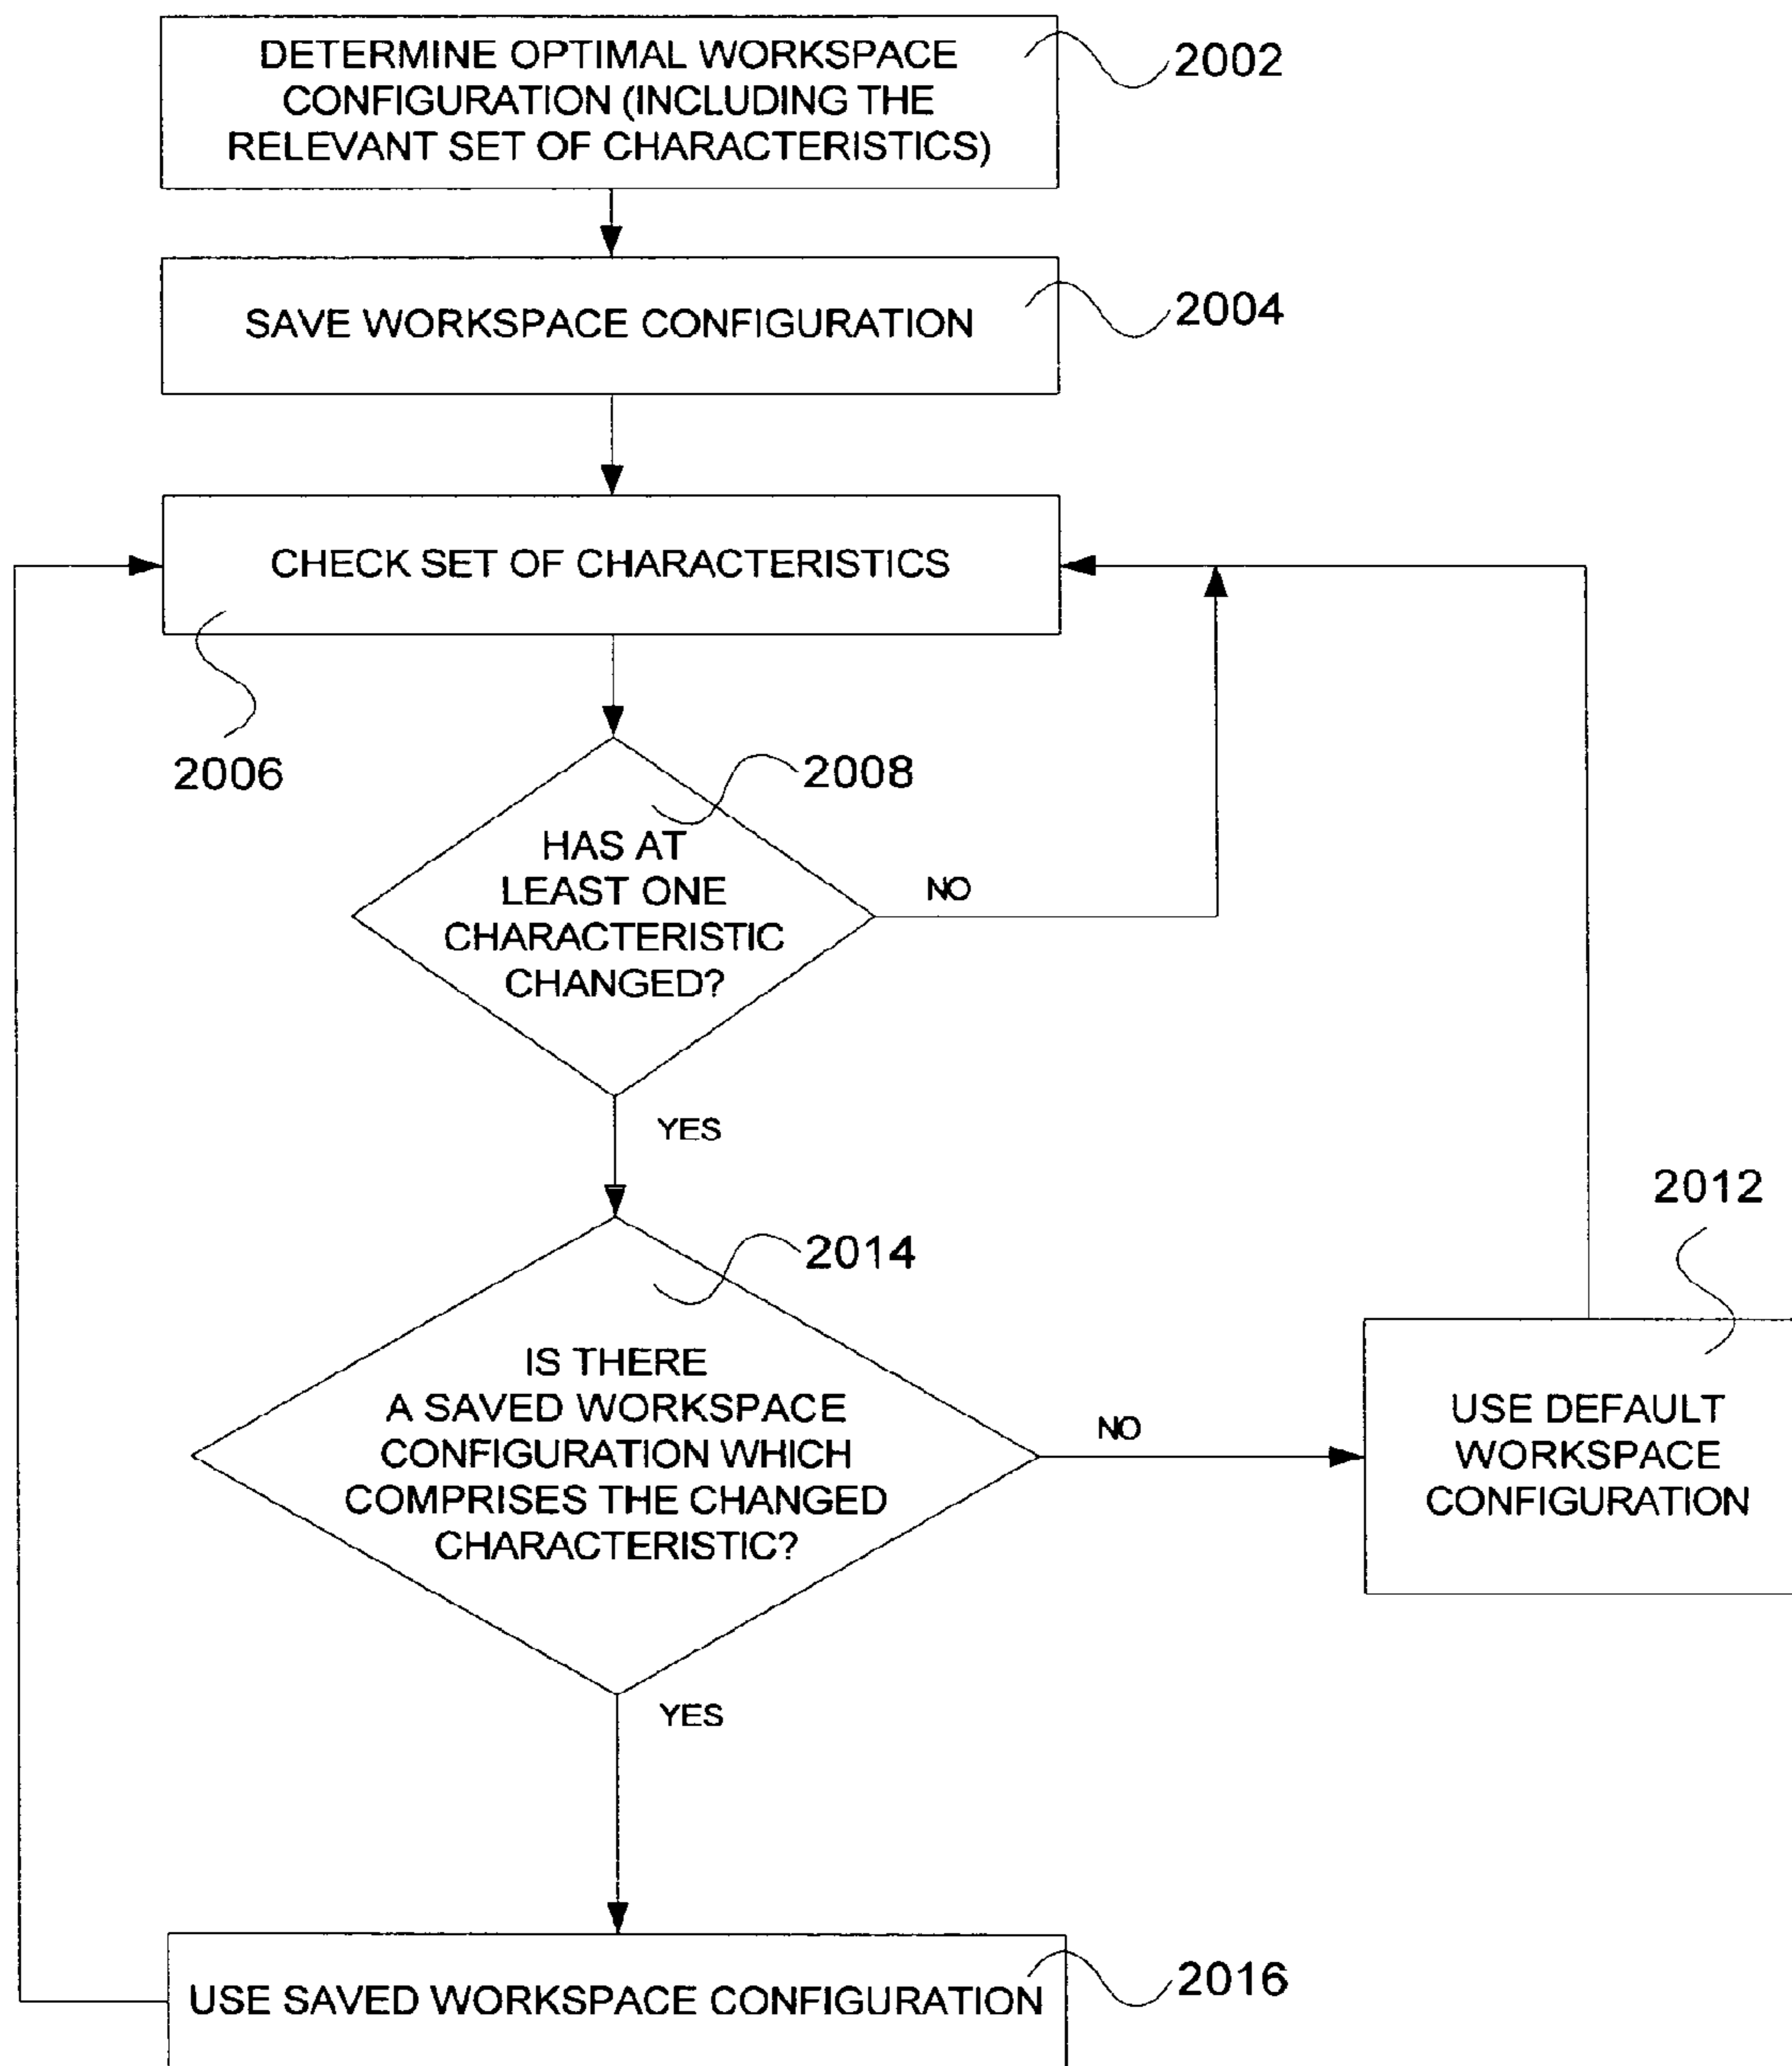 DETERMINE OPTIMAL WORKSPACE
CONFIGURATION (INCLUDING THE
RELEVANT SET OF CHARACTERISTICS)
2002
SAVE WORKSPACE CONFIGURATION
2004
CHECK SET OF CHARACTERISTICS
2006
2008
HAS AT
LEAST ONE
CHARACTERISTIC
CHANGED?
NO
YES
2012
2014
IS THERE
A SAVED WORKSPACE
CONFIGURATION WHICH
COMPRISES THE CHANGED
CHARACTERISTIC?
NO
USE DEFAULT
WORKSPACE
CONFIGURATION
YES
USE SAVED WORKSPACE CONFIGURATION
2016